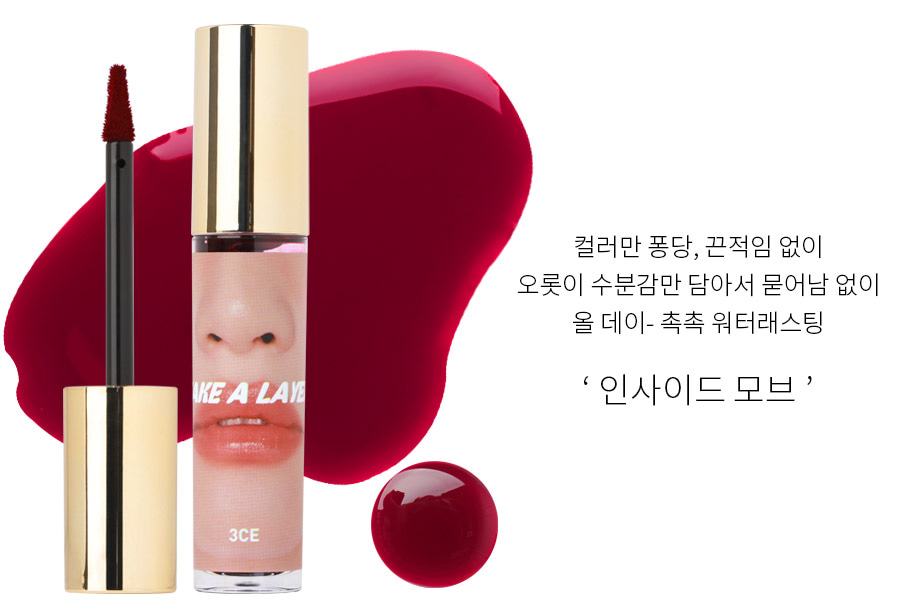 컬러만 퐁당, 끈적임 없이
오롯이 수분감만 담아서 묻어남 없이
올 데이- 촉촉 워터래스팅
‘ 인사이드 모브 ’
AKE A LAYE
3CE